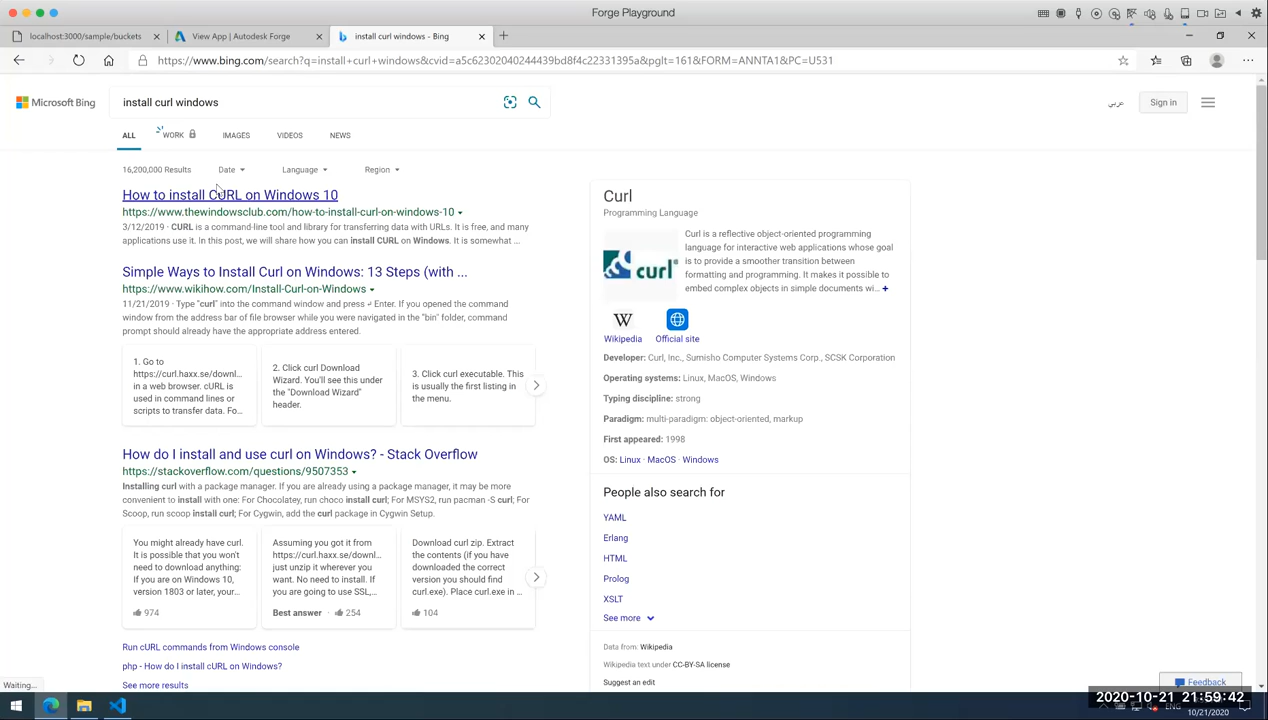 Forge Playground
localhost:3000/sample/buckets
View App | Autodesk Forge
install curl windows - Bing
https://www.bing.com/search?q=install+curl+windows&cvid=a5c62302040244439bd8f4c22331395a&pglt=161&FORM=ANNTA1&PC=U531
Microsoft Bing
install curl windows
عربي
Sign in
ALL
WORK
IMAGES
VIDEOS
NEWS
16,200,000 Results
Date
Language
Region
How to install CURL on Windows 10
https://www.thewindowsclub.com/how-to-install-curl-on-windows-10
3/12/2019 · CURL is a command-line tool and library for transferring data with URLs. It is free, and many
applications use it. In this post, we will share how you can install CURL on Windows. It is somewhat ...
Simple Ways to Install Curl on Windows: 13 Steps (with ...
https://www.wikihow.com/Install-Curl-on-Windows
11/21/2019 · Type "curl" into the command window and press ↵ Enter. If you opened the command
window from the address bar of file browser while you were navigated in the "bin" folder, command
prompt should already have the appropriate address entered.
1. Go to
https://curl.haxx.se/downl...
in a web browser. cURL is
used in command lines or
scripts to transfer data. Fo...
2. Click curl Download
Wizard. You'll see this under
the "Download Wizard"
header.
3. Click curl executable. This
is usually the first listing in
the menu.
How do I install and use curl on Windows? - Stack Overflow
https://stackoverflow.com/questions/9507353
Installing curl with a package manager. If you are already using a package manager, it may be more
convenient to install with one: For Chocolatey, run choco install curl; For MSYS2, run pacman -S curl; For
Scoop, run scoop install curl; For Cygwin, add the curl package in Cygwin Setup.
You might already have curl.
It is possible that you won't
need to download anything:
If you are on Windows 10,
version 1803 or later, your...
974
Assuming you got it from
https://curl.haxx.se/downl...
just unzip it wherever you
want. No need to install. If
you are going to use SSL,...
Best answer · 254
Download curl zip. Extract
the contents (if you have
downloaded the correct
version you should find
curl.exe). Place curl.exe in ...
104
Run cURL commands from Windows console
php - How do I install cURL on Windows?
See more results
Curl
Programming Language
curl
Curl is a reflective object-oriented programming
language for interactive web applications whose goal
is to provide a smoother transition between
formatting and programming. It makes it possible to
embed complex objects in simple documents wi... +
W
Wikipedia
Official site
Developer: Curl, Inc., Sumisho Computer Systems Corp., SCSK Corporation
Operating systems: Linux, MacOS, Windows
Typing discipline: strong
Paradigm: multi-paradigm: object-oriented, markup
First appeared: 1998
OS: Linux · MacOS · Windows
People also search for
YAML
Erlang
HTML
Prolog
XSLT
See more
Data from: Wikipedia
Wikipedia text under CC-BY-SA license
Suggest an edit
Feedback
Waiting...
2020-10-21 21:59:42
ENG
10/21/2020